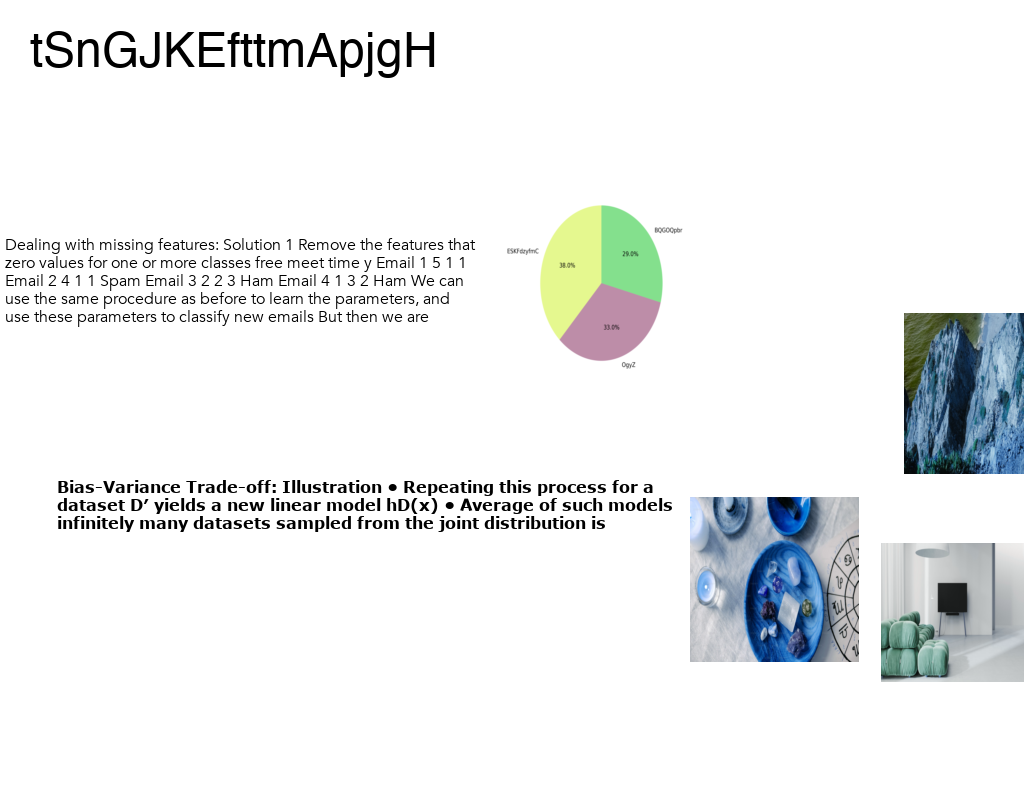 tSnGJKEfttmApjgH
Dealing with missing features: Solution 1 Remove the features that
zero values for one or more classes free meet time y Email 1 5 1 1
Email 2 4 1 1 Spam Email 3 2 2 3 Ham Email 4 1 3 2 Ham We can
use the same procedure as before to learn the parameters, and
use these parameters to classify new emails But then we are
BQGOQpbr
29.0%
ESKFdzyfmC
38.0%
33.0%
OgyZ
Bias-Variance Trade-off: Illustration • Repeating this process for a
dataset D’ yields a new linear model hD(x) • Average of such models
infinitely many datasets sampled from the joint distribution is